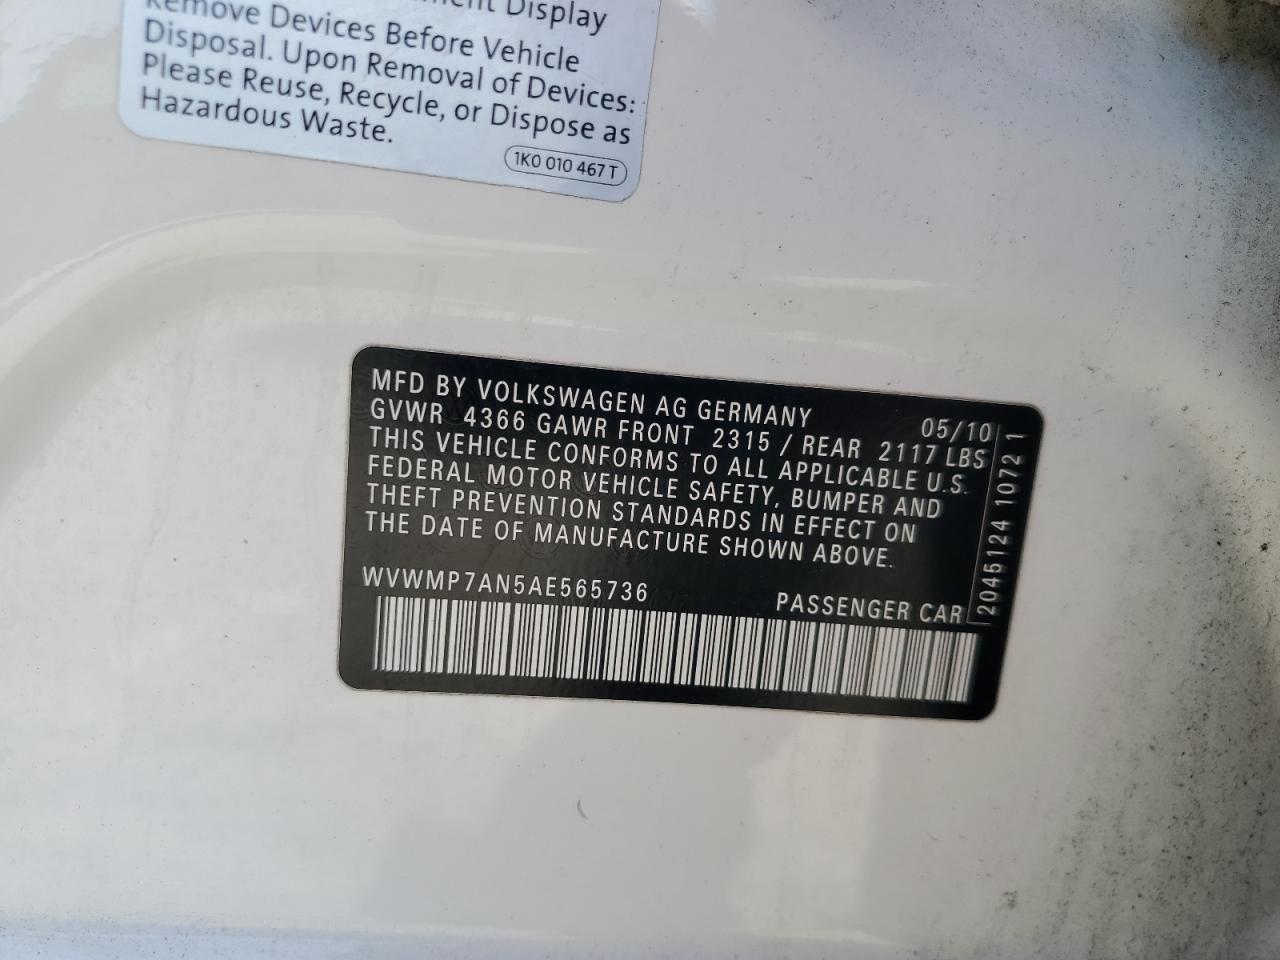 Display
Remove Devices Before Vehicle
Disposal. Upon Removal of Devices:
Please Reuse, Recycle, or Dispose as
Hazardous Waste.
1K0 010 467 T
MFD BY VOLKSWAGEN AG GERMANY 05/10
GVWR 4366 GAWR FRONT 2315 / REAR 2117 LBS
THIS VEHICLE CONFORMS TO ALL APPLICABLE U.S.
FEDERAL MOTOR VEHICLE SAFETY, BUMPER AND
THEFT PREVENTION STANDARDS IN EFFECT ON
THE DATE OF MANUFACTURE SHOWN ABOVE.
WVWMP7AN5AE565736 PASSENGER CAR
2045124 1072 1